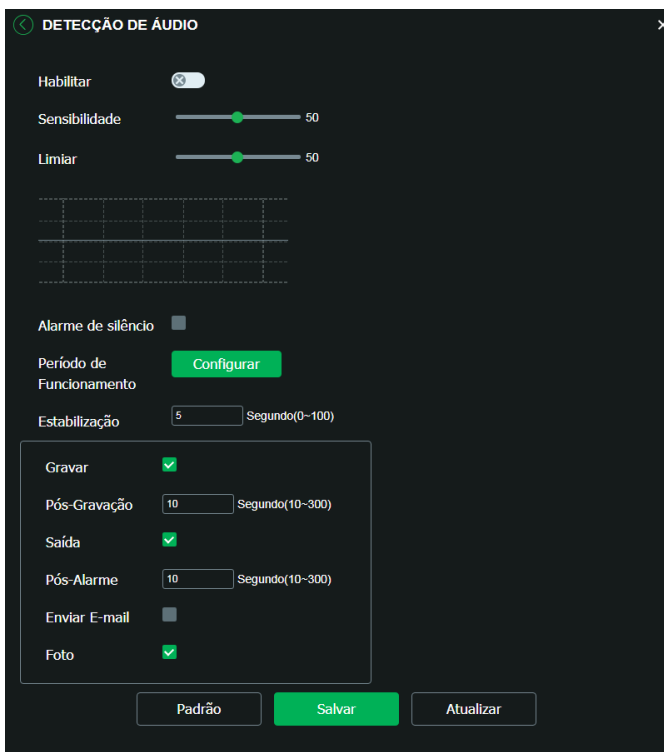 DETECÇÃO DE ÁUDIO
Habilitar
Sensibilidade 50
Limiar 50
Alarme de silêncio
Período de
Funcionamento
Configurar
Estabilização 5 Segundo(0~100)
Gravar
Pós-Gravação 10 Segundo(10~300)
Saída
Pós-Alarme 10 Segundo(10~300)
Enviar E-mail
Foto
Padrão Salvar Atualizar